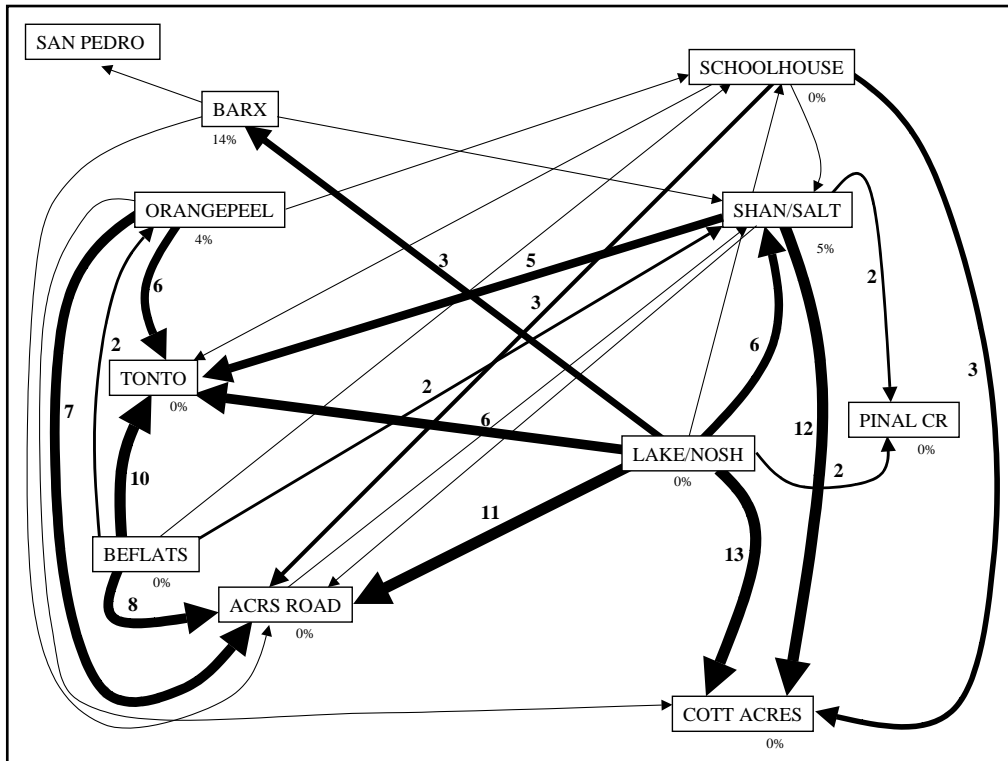 SAN PEDRO
SCHOOLHOUSE
0%
BARX
14%
ORANGEPEEL
4%
SHAN/SALT
5%
3
5
2
6
3
2
6
3
TONTO
0%
2
7
6
12
PINAL CR
0%
LAKE/NOSH
0%
10
2
11
13
BEFLATS
0%
8
ACRS ROAD
0%
COTT ACRES
0%